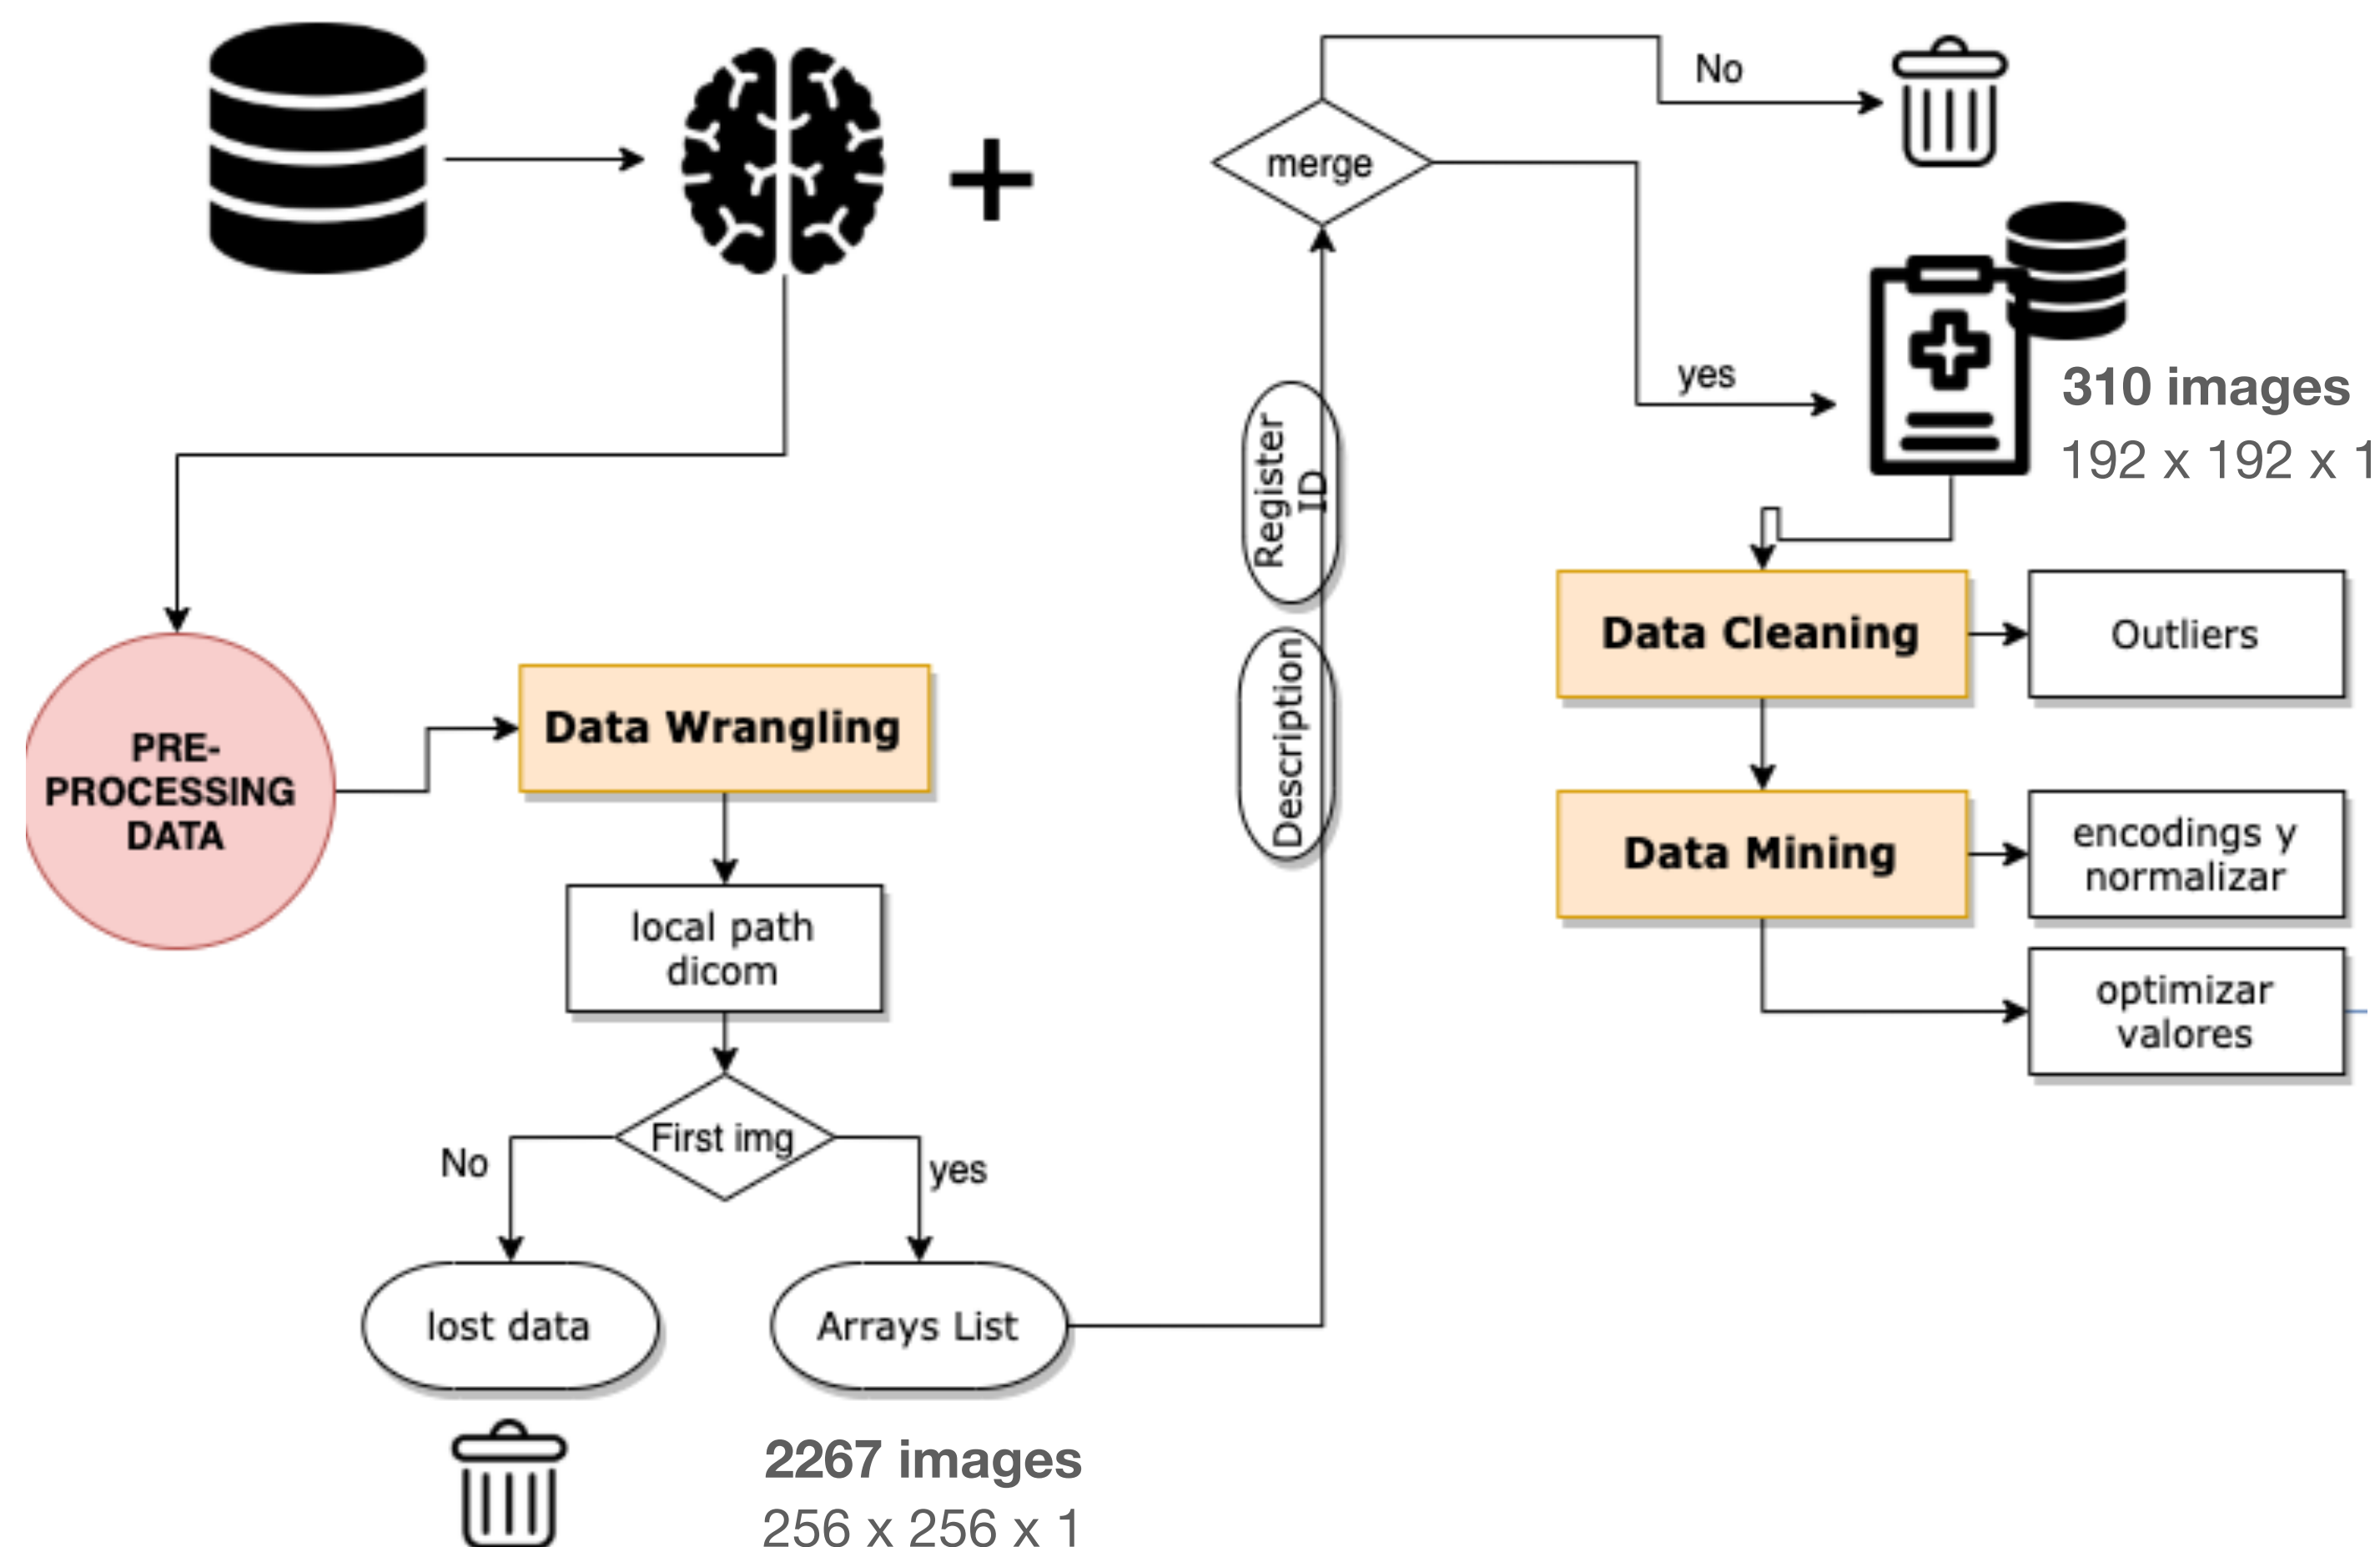 No
merge
yes
310 images
192 x 192 x 1
Register
ID
Description
Data Cleaning
Outliers
PRE-
PROCESSING
DATA
Data Wrangling
Data Mining
encodings y
normalizar
local path
dicom
optimizar
valores
First img
No
yes
lost data
Arrays List
2267 images
256 x 256 x 1